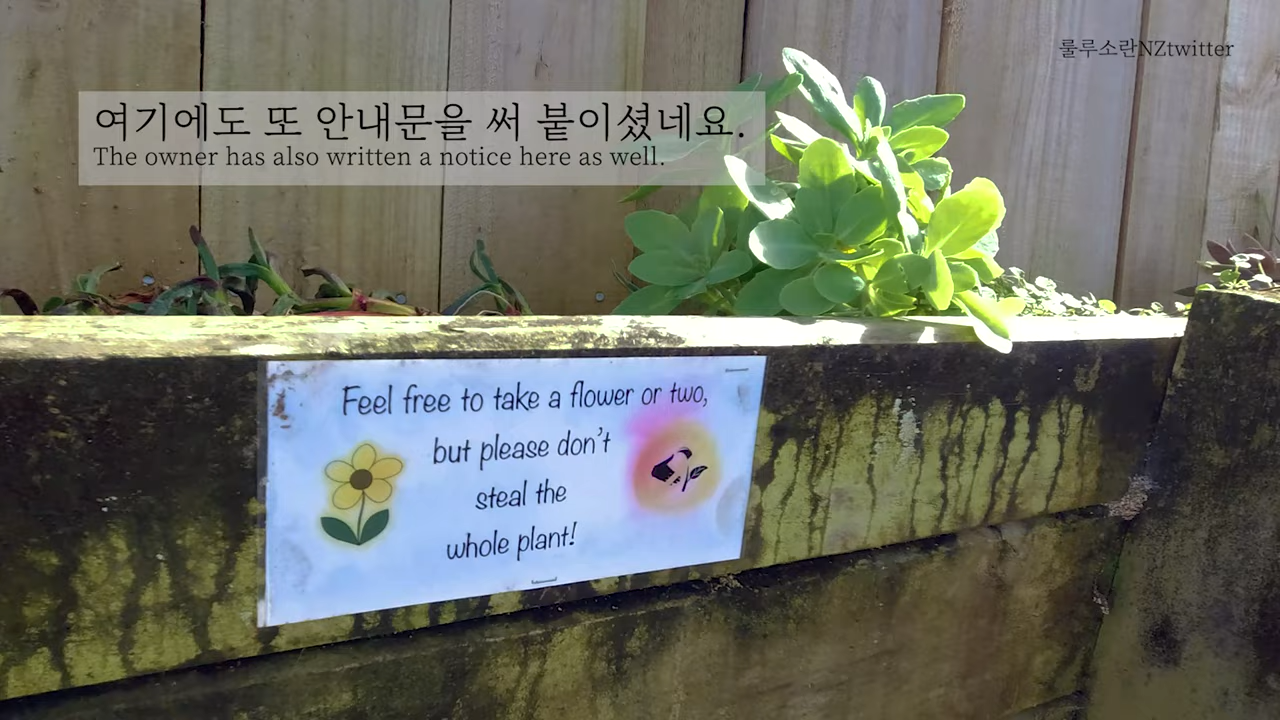 룰루소란NZtwitter
여기에도 또 안내문을 써 붙이셨네요.
The owner has also written a notice here as well.
Feel free to take a flower or two,
but please don't
steal the
whole plant!